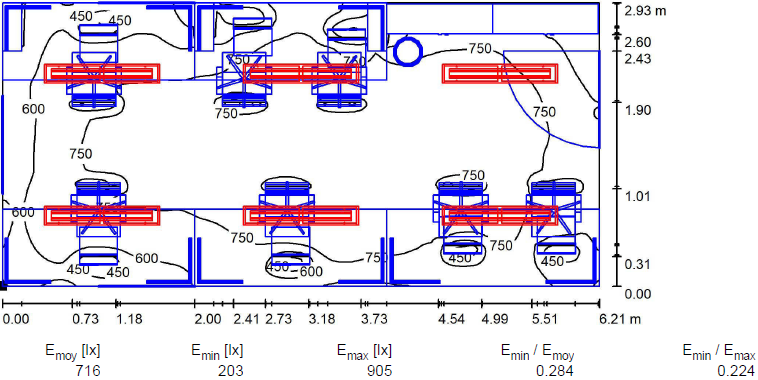 450 450 2.93 m
2.60
750 750 2.43
750
600 750 750 1.90
750
750 750 1.01
600
750 750 750
450 450 600 450 600 450 450 0.31
0.00
0.00 0.73 1.18 2.00 2.41 2.73 3.18 3.73 4.54 4.99 5.51 6.21 m
Emoy [lx] Emin [lx] Emax [lx] Emin / Emoy Emin / Emax
716 203 905 0.284 0.224